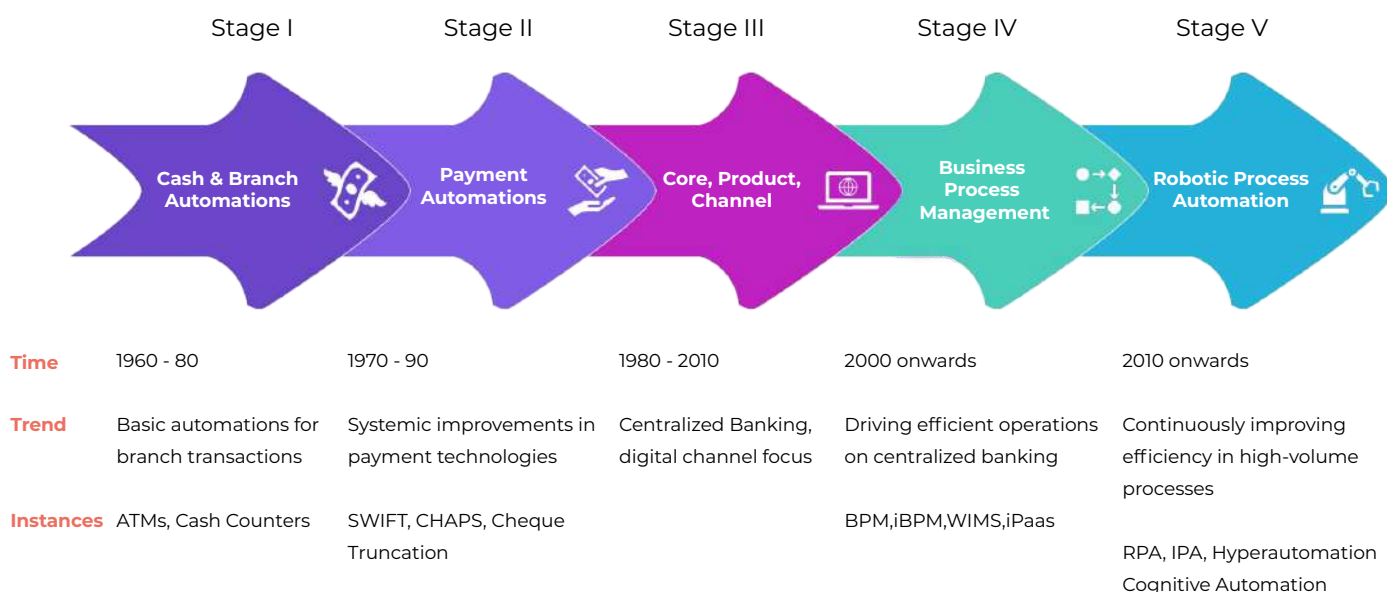 Stage I
Stage II
Stage III
Stage IV
Stage V
Cash & Branch
Automations
Payment
Automations
Core, Product,
Channel
Business
Process
Management
Robotic Process
Automation
Time
1960 - 80
1970 - 90
1980 - 2010
2000 onwards
2010 onwards
Trend
Basic automations for
branch transactions
Systemic improvements in
payment technologies
Centralized Banking,
digital channel focus
Driving efficient operations
on centralized banking
Continuously improving
efficiency in high-volume
processes
Instances
ATMs, Cash Counters
SWIFT, CHAPS, Cheque
Truncation
BPM,iBPM,WIMS,iPaas
RPA, IPA, Hyperautomation
Cognitive Automation